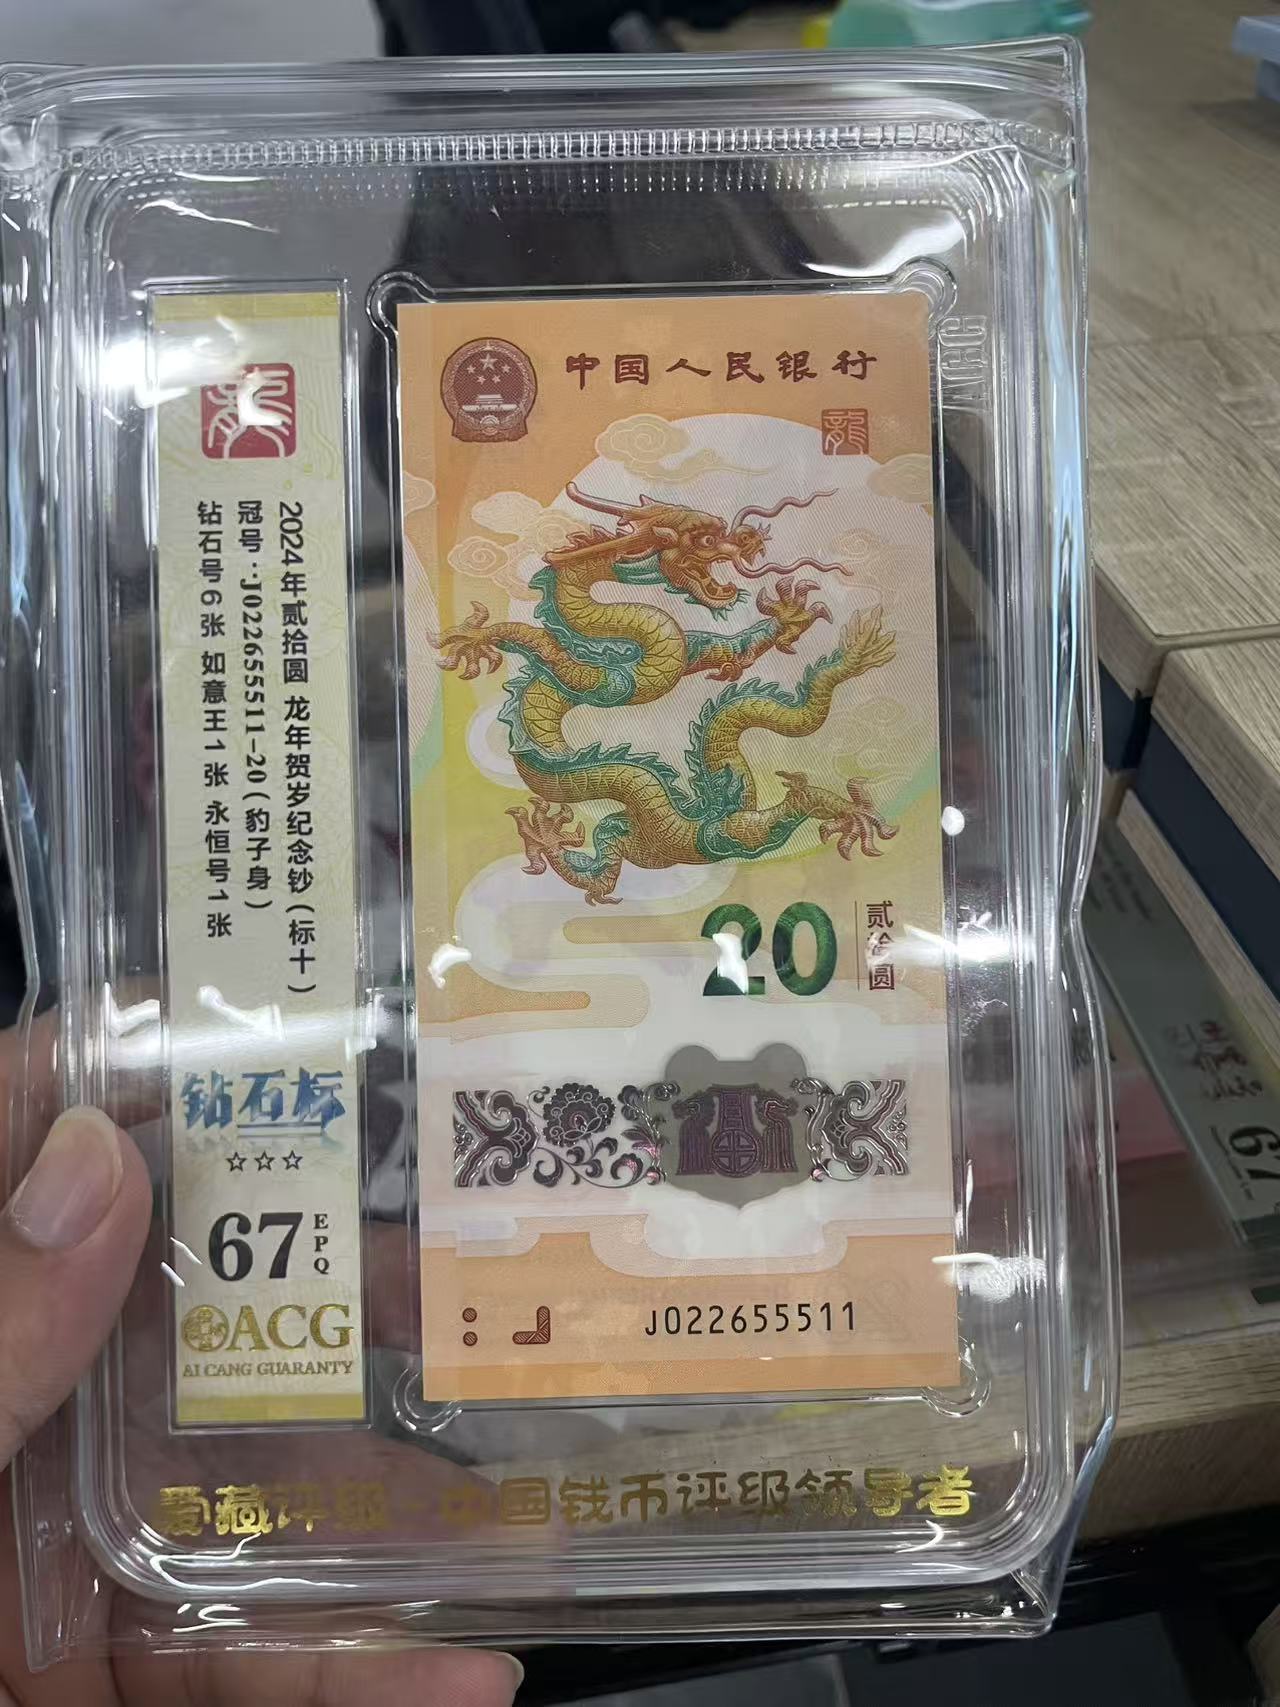 龍
2024年贰拾圆 龙年贺岁纪念钞(标十)
冠号:J022655511-20(豹子身)
钻石号6张 如意王1张 永恒号1张
钻石标
☆☆☆
67 EPQ
ACG
AI CANG GUARANTY
中国人民银行
龍
20
贰拾圆
J022655511
爱藏评级-中国钱币评级领导者
67